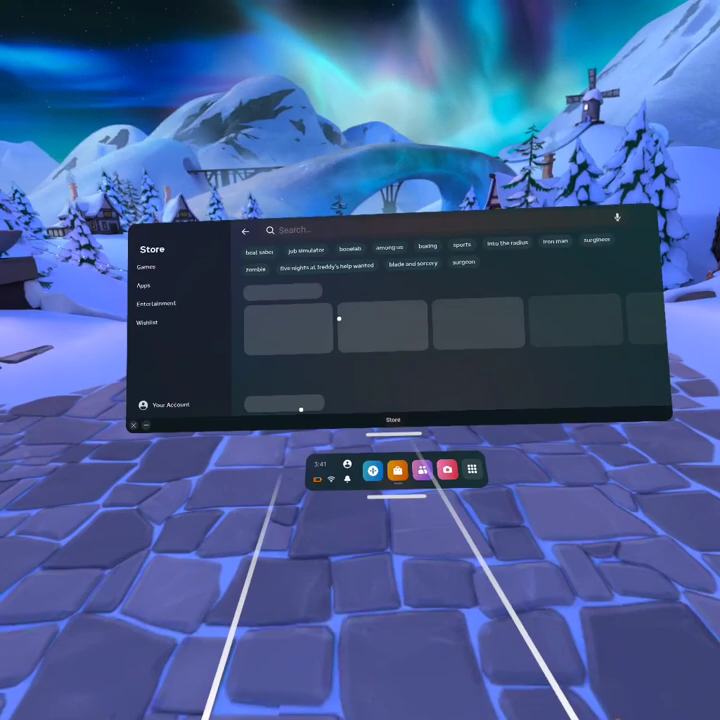 Search...
Store
Games
Apps
Entertainment
Wishlist
Your Account
beat saber job simulator bonelab among us boxing sports into the radius iron man surgineer
zombie five nights at freddy's help wanted blade and sorcery surgeon
Store
3:41